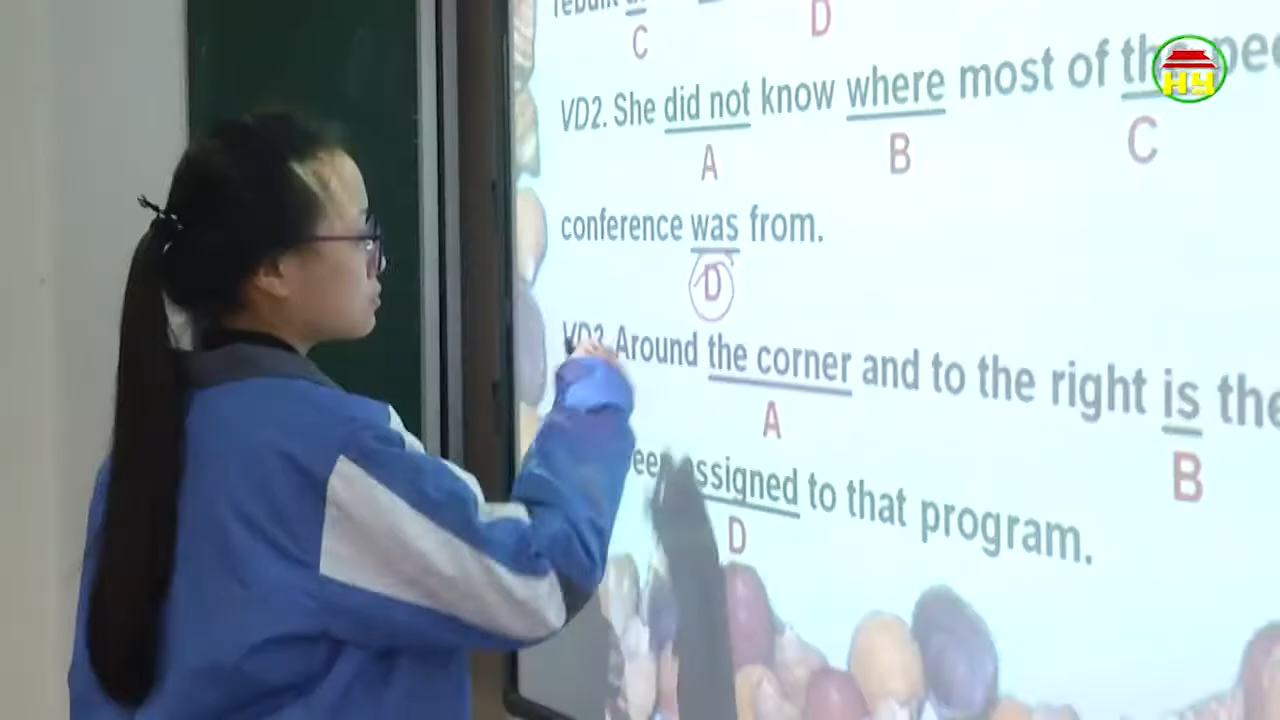 C D
VD2. She did not know where most of the
A B C
conference was from.
D
VD3. Around the corner and to the right is the
A B
assigned to that program.
D
HY